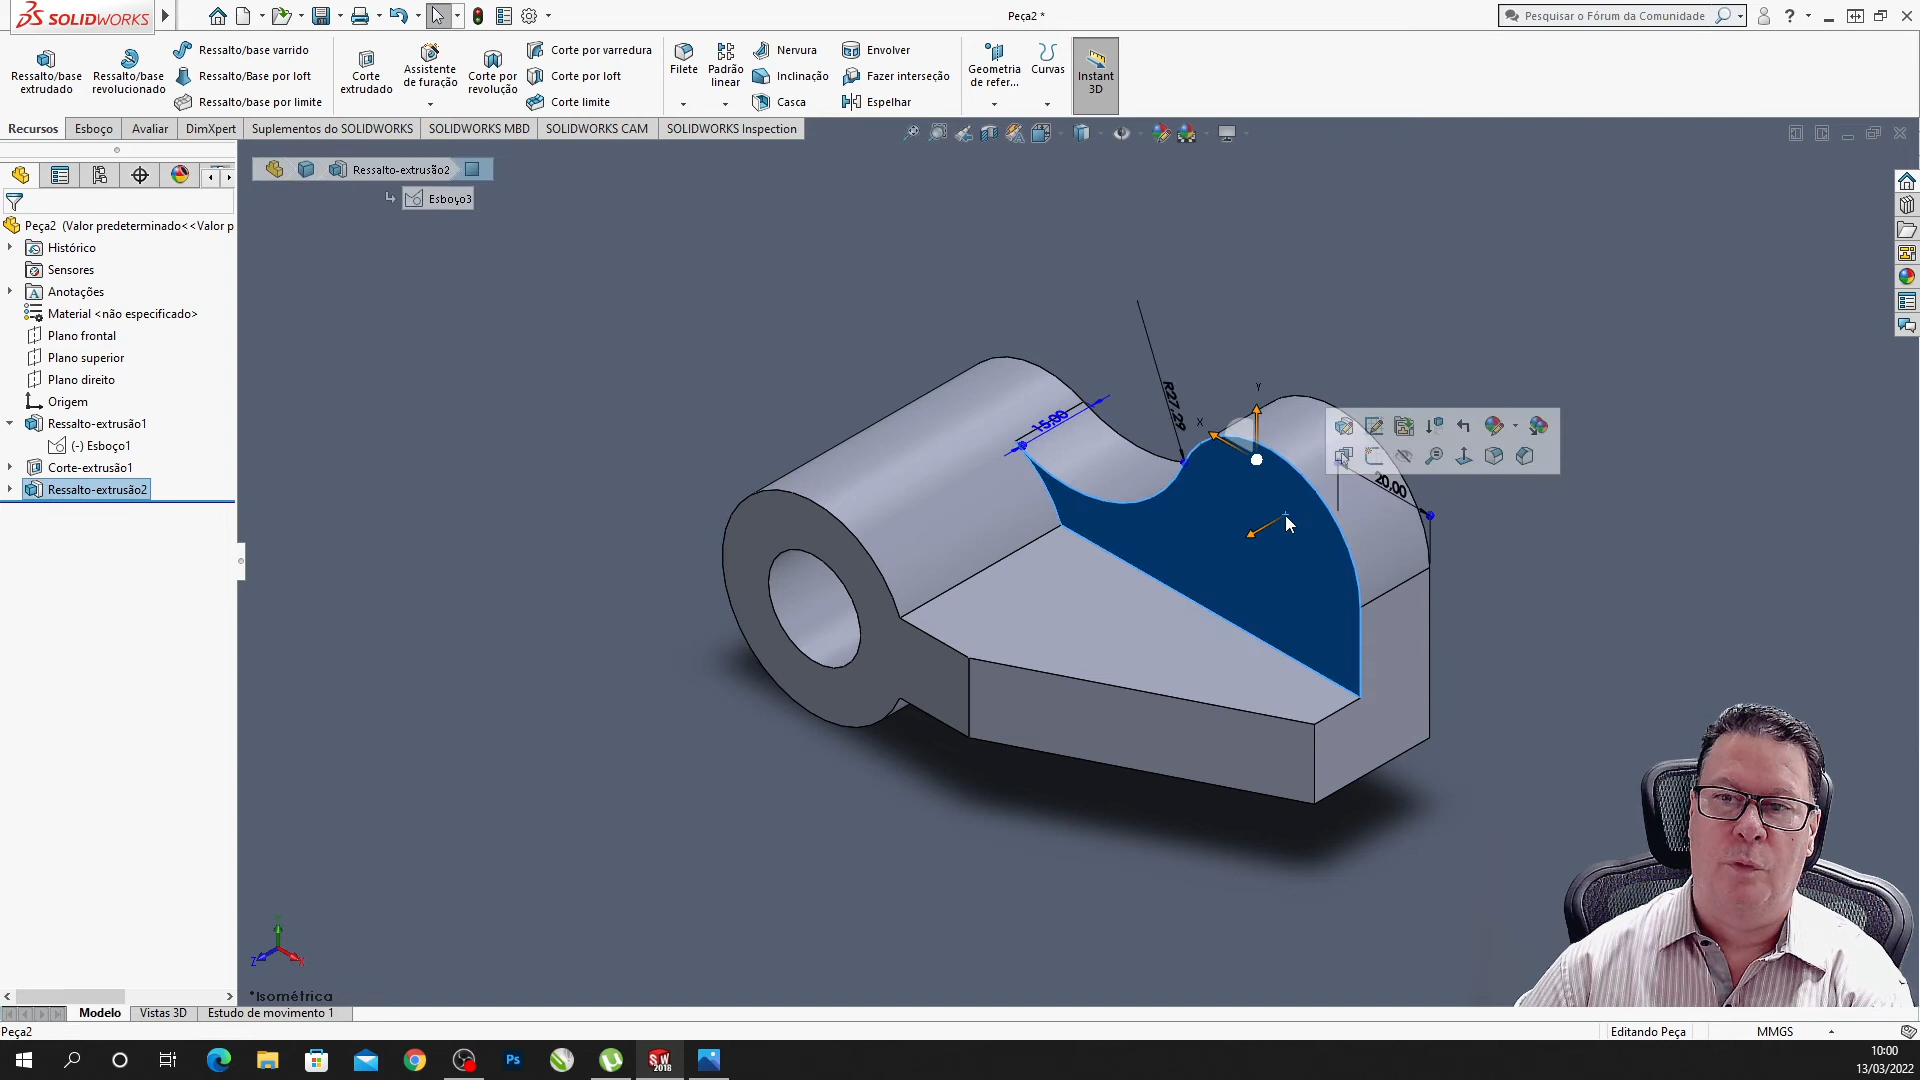 SOLIDWORKS
Peça2 *
Pesquisar o Fórum da Comunidade
Ressalto/base extrudado
Ressalto/base revolucionado
Ressalto/base varrido
Ressalto/Base por loft
Ressalto/base por limite
Corte extrudado
Assistente de furação
Corte por revolução
Corte por varredura
Corte por loft
Corte limite
Filete
Padrão linear
Nervura
Inclinação
Casca
Envolver
Fazer interseção
Espelhar
Geometria de refer...
Curvas
Instant 3D
Recursos
Esboço
Avaliar
DimXpert
Suplementos do SOLIDWORKS
SOLIDWORKS MBD
SOLIDWORKS CAM
SOLIDWORKS Inspection
Ressalto-extrusão2
Esboço3
Peça2 (Valor predeterminado<<Valor p
Histórico
Sensores
Anotações
Material <não especificado>
Plano frontal
Plano superior
Plano direito
Origem
Ressalto-extrusão1
(-) Esboço1
Corte-extrusão1
Ressalto-extrusão2
15,00
R27,29
20,00
X
Y
Y
Z
X
*Isométrica
Modelo
Vistas 3D
Estudo de movimento 1
Peça2
Editando Peça
MMGS
Ps
SW
2018
10:00
13/03/2022